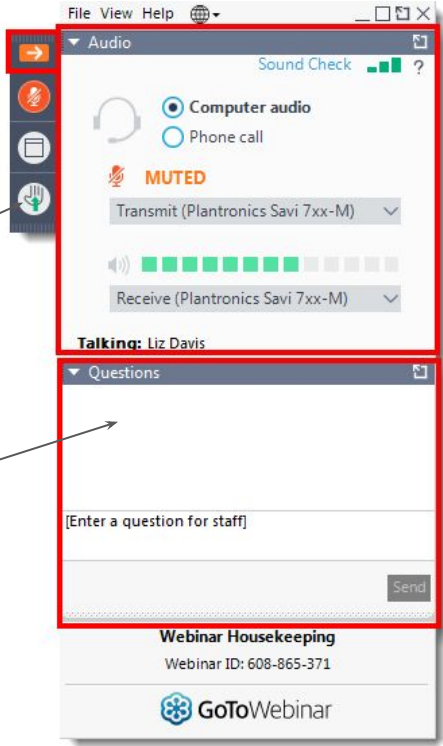 File View Help
Audio
Sound Check ?
Computer audio
Phone call
MUTED
Transmit (Plantronics Savi 7xx-M)
Receive (Plantronics Savi 7xx-M)
Talking: Liz Davis
Questions
[Enter a question for staff]
Send
Webinar Housekeeping
Webinar ID: 608-865-371
GoToWebinar